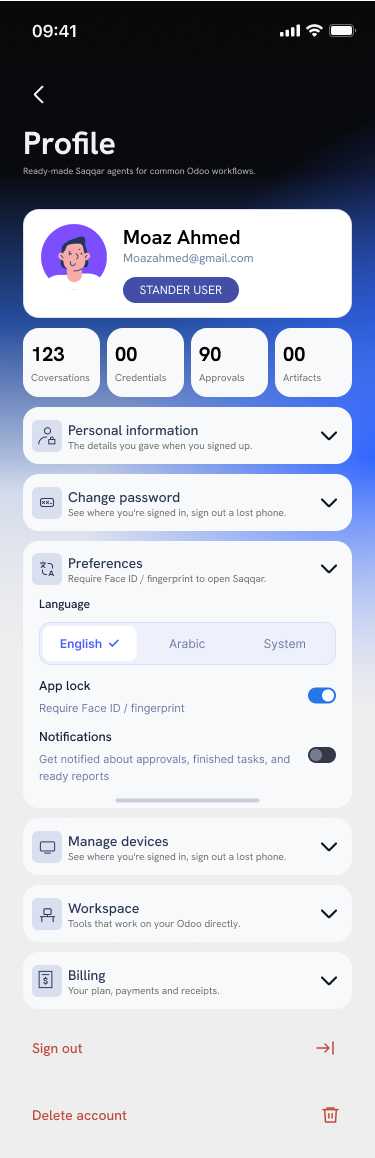 09:41
Profile
Ready-made Saqqar agents for common Odoo workflows.
Moaz Ahmed
Moazahmed@gmail.com
STANDER USER
123
00
90
00
Coversations
Credentials
Approvals
Artifacts
Personal information
The details you gave when you signed up.
Change password
See where you're signed in, sign out a lost phone.
Preferences
Require Face ID / fingerprint to open Saqqar.
Language
English
Arabic
System
App lock
Require Face ID / fingerprint
Notifications
Get notified about approvals, finished tasks, and
ready reports
Manage devices
See where you're signed in, sign out a lost phone.
Workspace
Tools that work on your Odoo directly.
Billing
Your plan, payments and receipts.
Sign out
Delete account